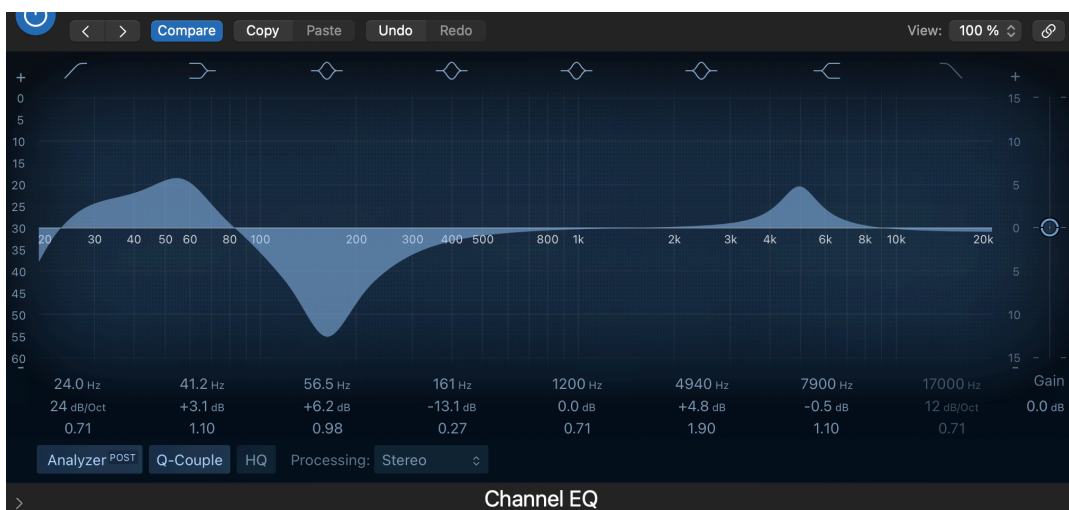 Compare Copy Paste Undo Redo View: 100 %
+ +
0 15
5
10 10
15
20 5
25
30 0
20 30 40 50 60 80 100 200 300 400 500 800 1k 2k 3k 4k 6k 8k 10k 20k
35
40 5
45
50 10
55
60 15
- -
24.0 Hz 41.2 Hz 56.5 Hz 161 Hz 1200 Hz 4940 Hz 7900 Hz 17000 Hz Gain
24 dB/Oct +3.1 dB +6.2 dB -13.1 dB 0.0 dB +4.8 dB -0.5 dB 12 dB/Oct 0.0 dB
0.71 1.10 0.98 0.27 0.71 1.90 1.10 0.71
Analyzer POST Q-Couple HQ Processing: Stereo
Channel EQ